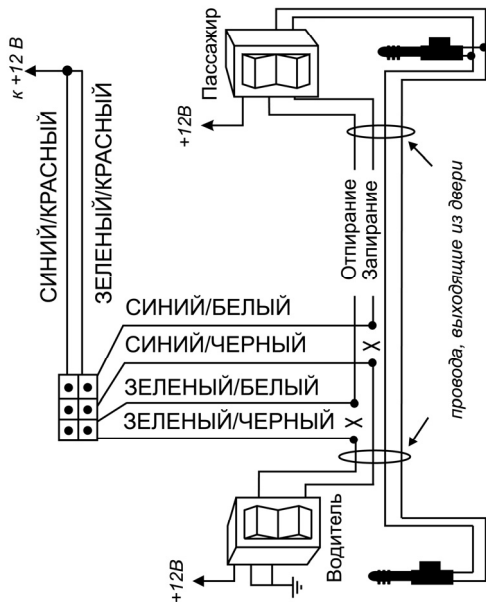 к +12 В
СИНИЙ/КРАСНЫЙ
ЗЕЛЕНЫЙ/КРАСНЫЙ
Пассажир
+12В
Отпирание
Запирание
провода, выходящие из двери
СИНИЙ/БЕЛЫЙ
СИНИЙ/ЧЕРНЫЙ
ЗЕЛЕНЫЙ/БЕЛЫЙ
ЗЕЛЕНЫЙ/ЧЕРНЫЙ
X
X
Водитель
+12В